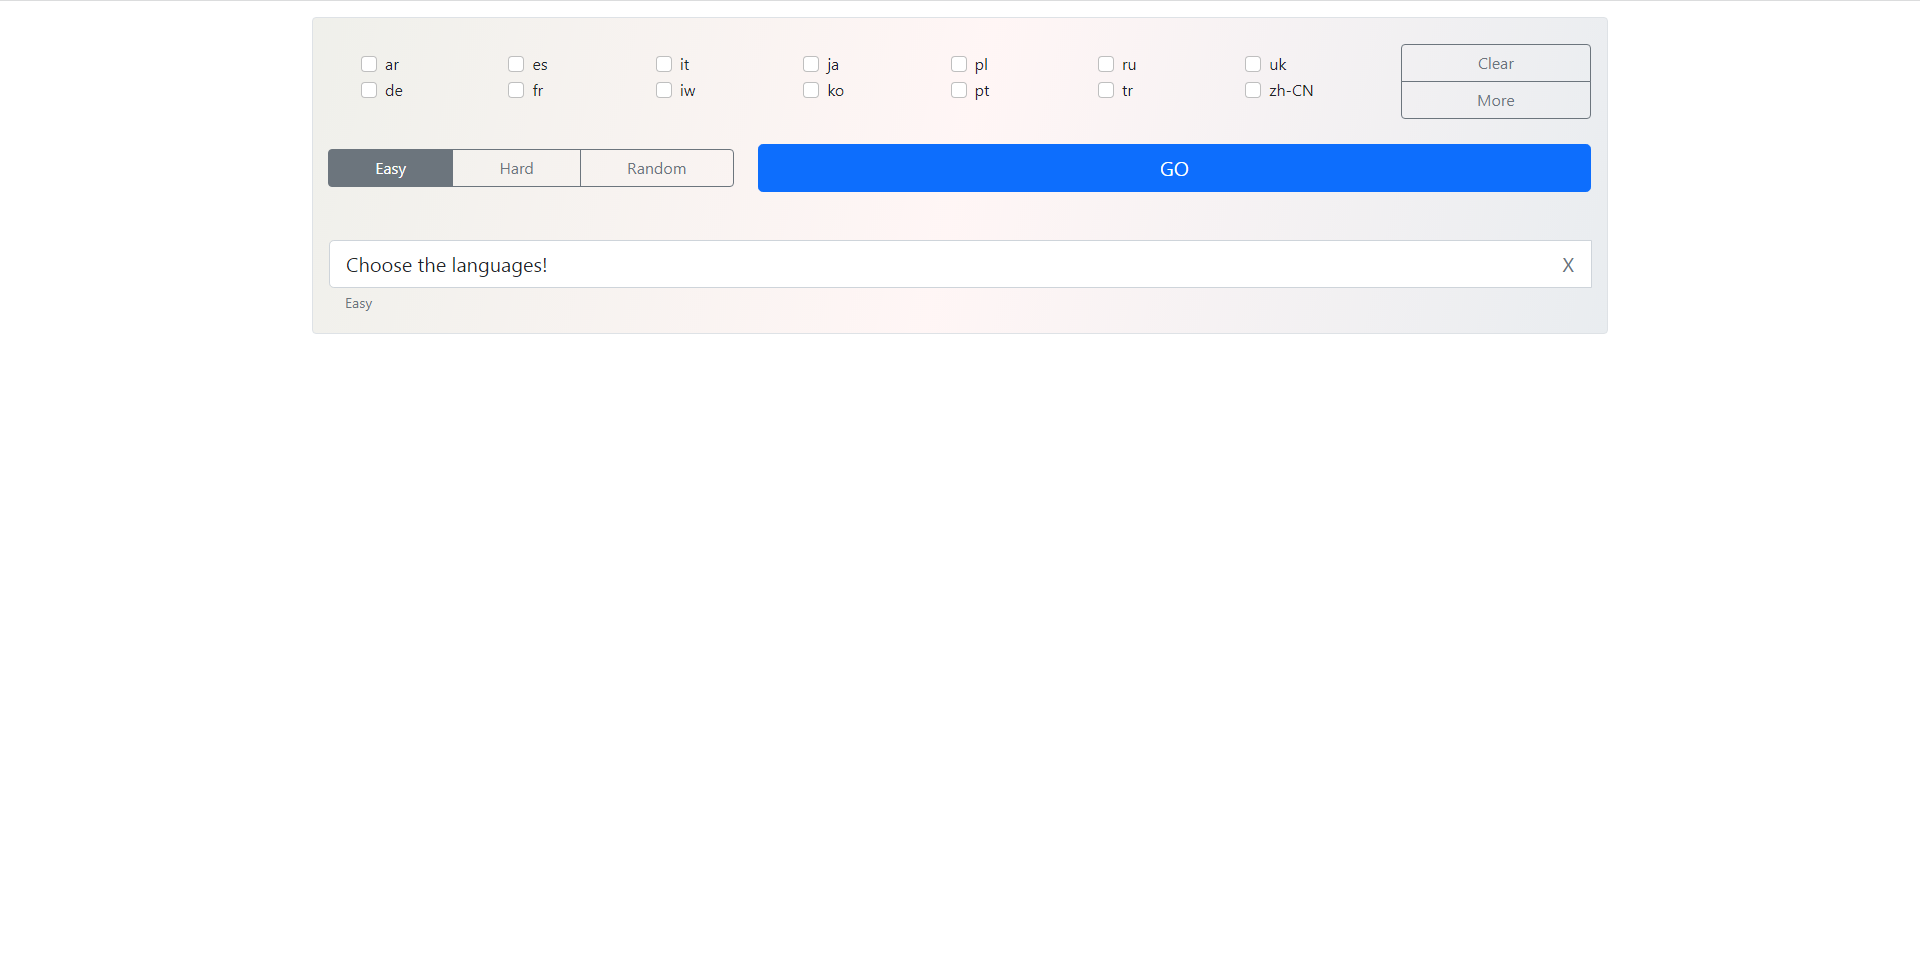 ar es it ja pl ru uk Clear
de fr iw ko pt tr zh-CN More
Easy Hard Random GO
Choose the languages! X
Easy